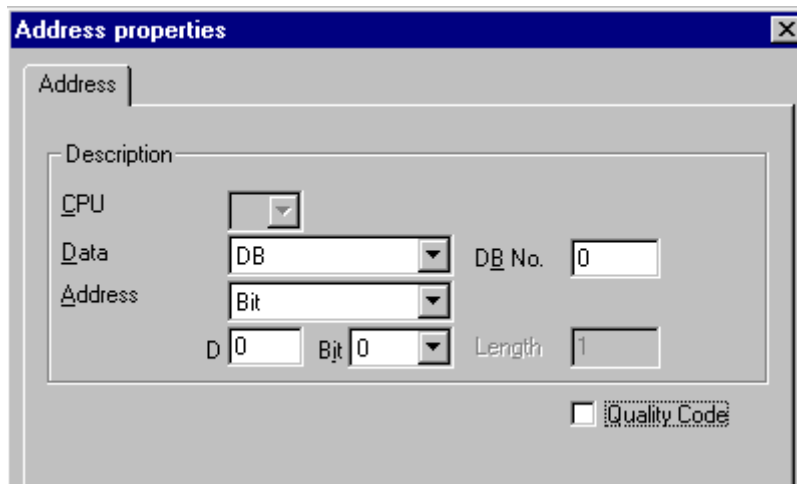 Address properties
Address
Description
CPU
Data DB DB No. 0
Address Bit
D 0 Bit 0 Length 1
Quality Code